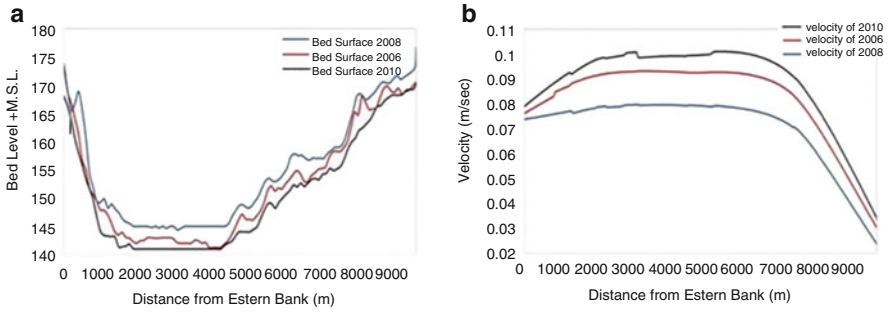 a
180
175
170
165
160
155
150
145
140
Bed Level +M.S.L.
Bed Surface 2008
Bed Surface 2006
Bed Surface 2010
0 1000 2000 3000 4000 5000 6000 7000 8000 9000
Distance from Estern Bank (m)
b
0.11
0.1
0.09
0.08
0.07
0.06
0.05
0.04
0.03
0.02
Velocity (m/sec)
velocity of 2010
velocity of 2006
velocity of 2008
0 1000 2000 3000 4000 5000 6000 7000 8000 9000
Distance from Estern Bank (m)